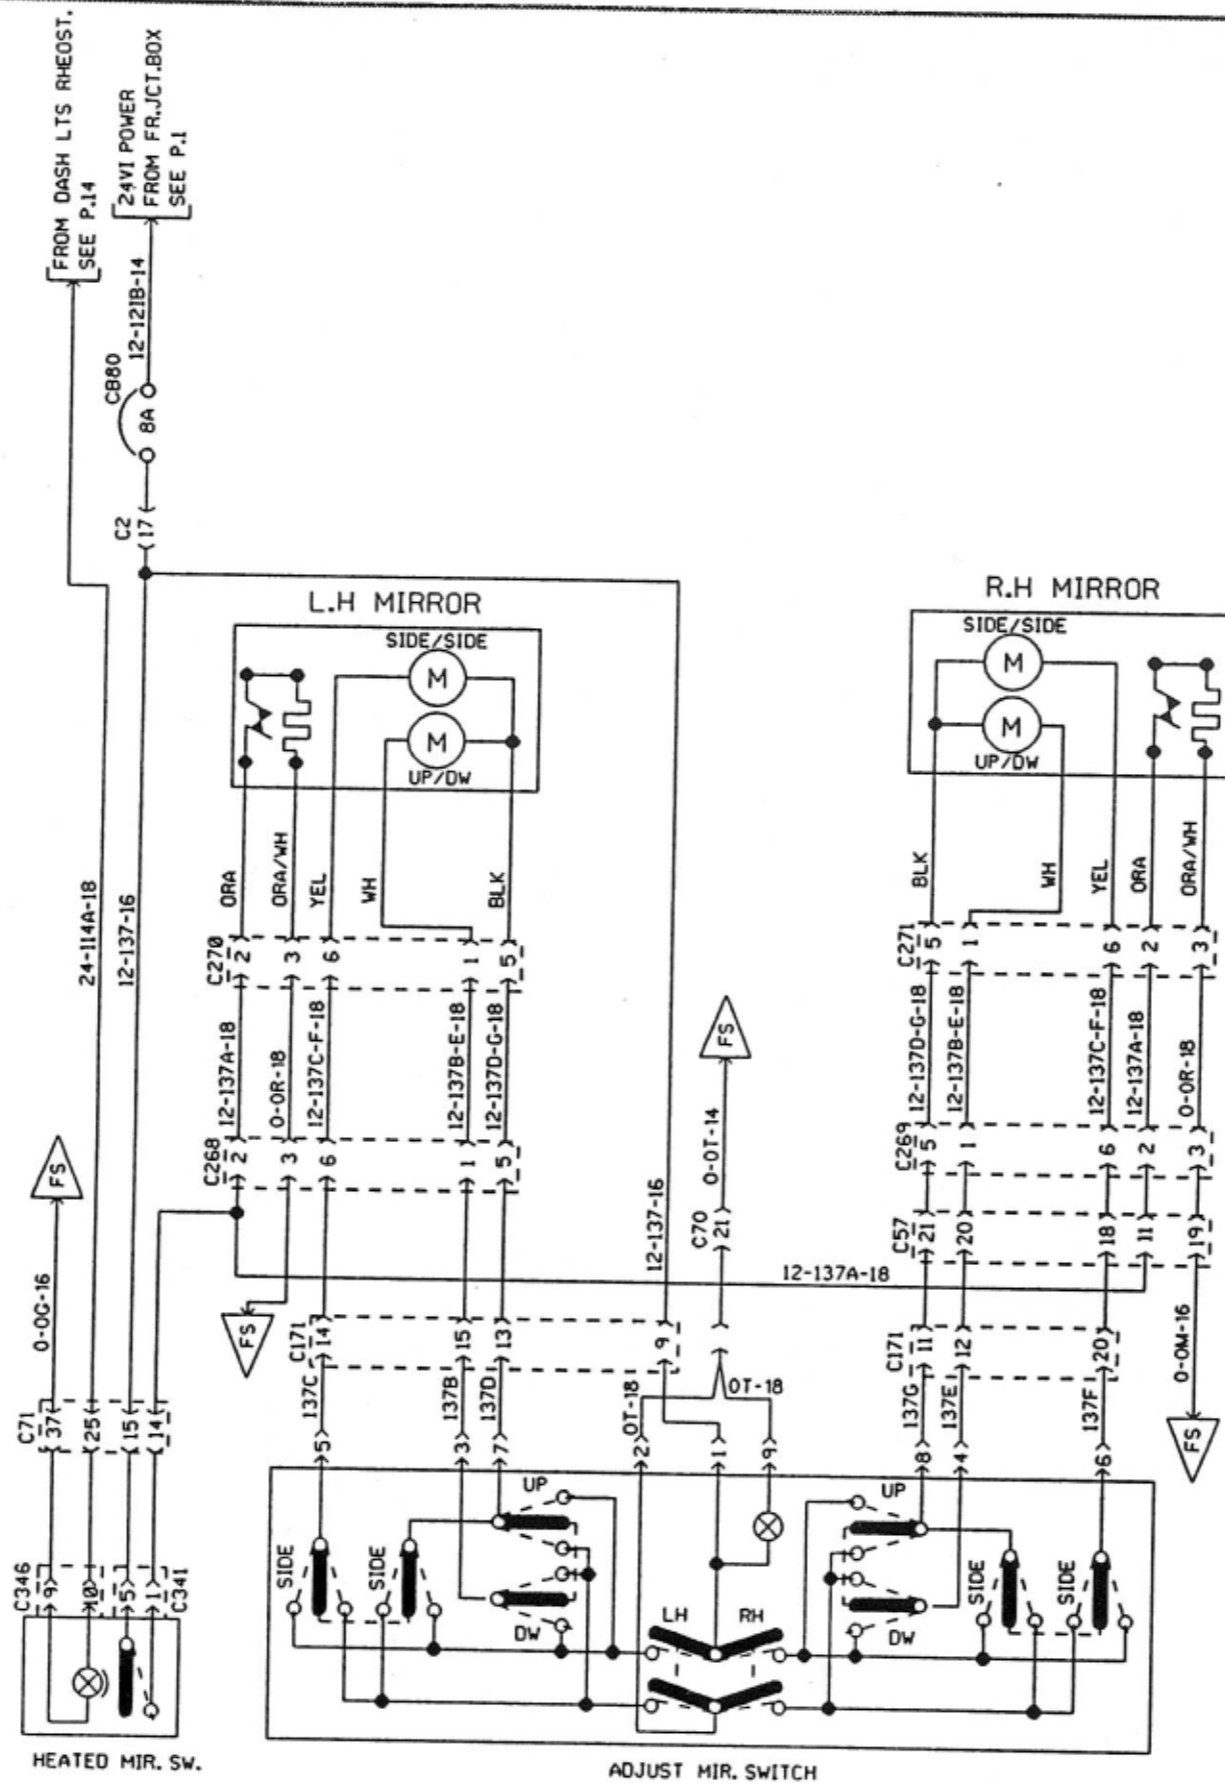 FROM DASH LTS RHEOST.
SEE P.14
24VI POWER
FROM FR.JCT.BOX
SEE P.1
12-121B-14
CB80
8A
C2
17
L.H MIRROR
SIDE/SIDE
M
M
UP/DW
R.H MIRROR
SIDE/SIDE
M
M
UP/DW
24-114A-18
12-137-16
ORA
ORA/WH
YEL
WH
BLK
BLK
WH
YEL
ORA
ORA/WH
C270
2
3
6
1
5
C271
5
1
6
2
3
12-137A-18
0-0R-18
12-137C-F-18
12-137B-E-18
12-137D-G-18
FS
0-0T-14
12-137D-G-18
12-137B-E-18
12-137C-F-18
12-137A-18
0-0R-18
C268
2
3
6
1
5
C269
5
1
6
2
3
FS
0-0G-16
12-137-16
C70
21
C57
21
20
18
11
19
12-137A-18
FS
C171
14
15
13
9
C171
11
12
20
0-0M-16
FS
C71
37
25
15
14
137C
137B
137D
0T-18
0T-18
137G
137E
137F
5
3
7
2
1
9
8
4
6
C346
9
10
5
1
C341
SIDE
SIDE
UP
DW
LH
RH
UP
DW
SIDE
SIDE
HEATED MIR. SW.
ADJUST MIR. SWITCH